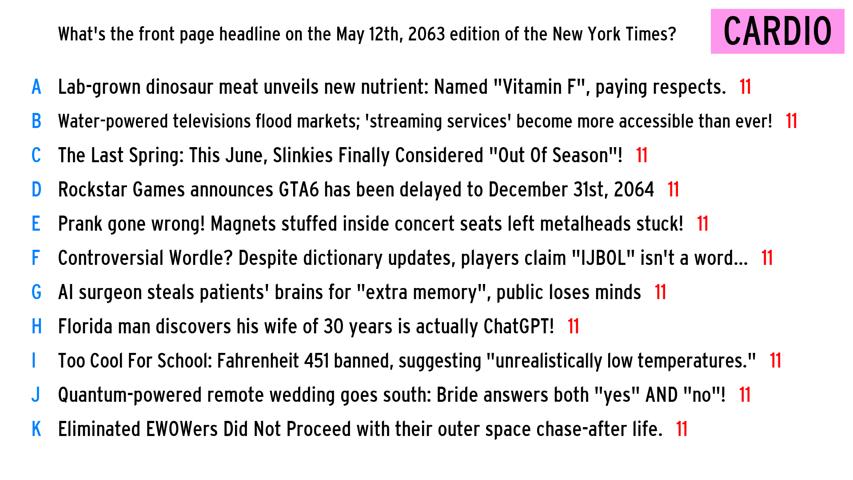 What's the front page headline on the May 12th, 2063 edition of the New York Times?
CARDIO
A Lab-grown dinosaur meat unveils new nutrient: Named "Vitamin F", paying respects. 11
B Water-powered televisions flood markets; 'streaming services' become more accessible than ever! 11
C The Last Spring: This June, Slinkies Finally Considered "Out Of Season"! 11
D Rockstar Games announces GTA6 has been delayed to December 31st, 2064 11
E Prank gone wrong! Magnets stuffed inside concert seats left metalheads stuck! 11
F Controversial Wordle? Despite dictionary updates, players claim "IJBOL" isn't a word... 11
G AI surgeon steals patients' brains for "extra memory", public loses minds 11
H Florida man discovers his wife of 30 years is actually ChatGPT! 11
I Too Cool For School: Fahrenheit 451 banned, suggesting "unrealistically low temperatures." 11
J Quantum-powered remote wedding goes south: Bride answers both "yes" AND "no"! 11
K Eliminated EWOWers Did Not Proceed with their outer space chase-after life. 11